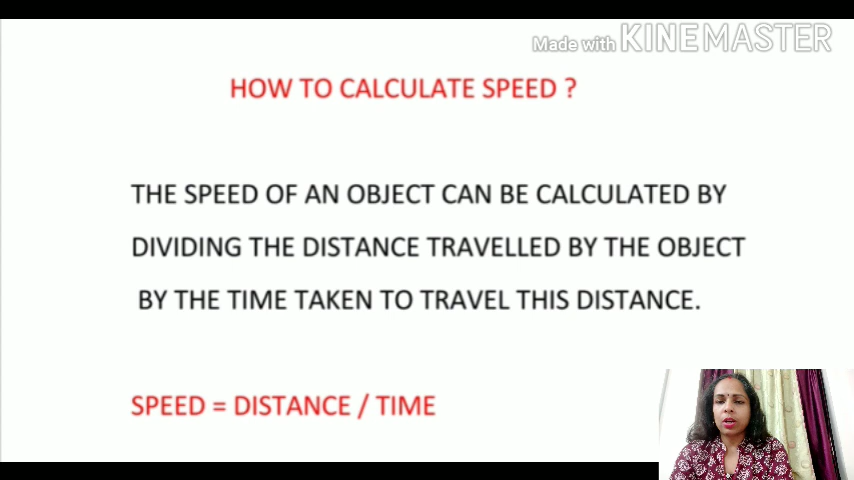 Made with KINEMASTER
HOW TO CALCULATE SPEED ?
THE SPEED OF AN OBJECT CAN BE CALCULATED BY
DIVIDING THE DISTANCE TRAVELLED BY THE OBJECT
BY THE TIME TAKEN TO TRAVEL THIS DISTANCE.
SPEED = DISTANCE / TIME